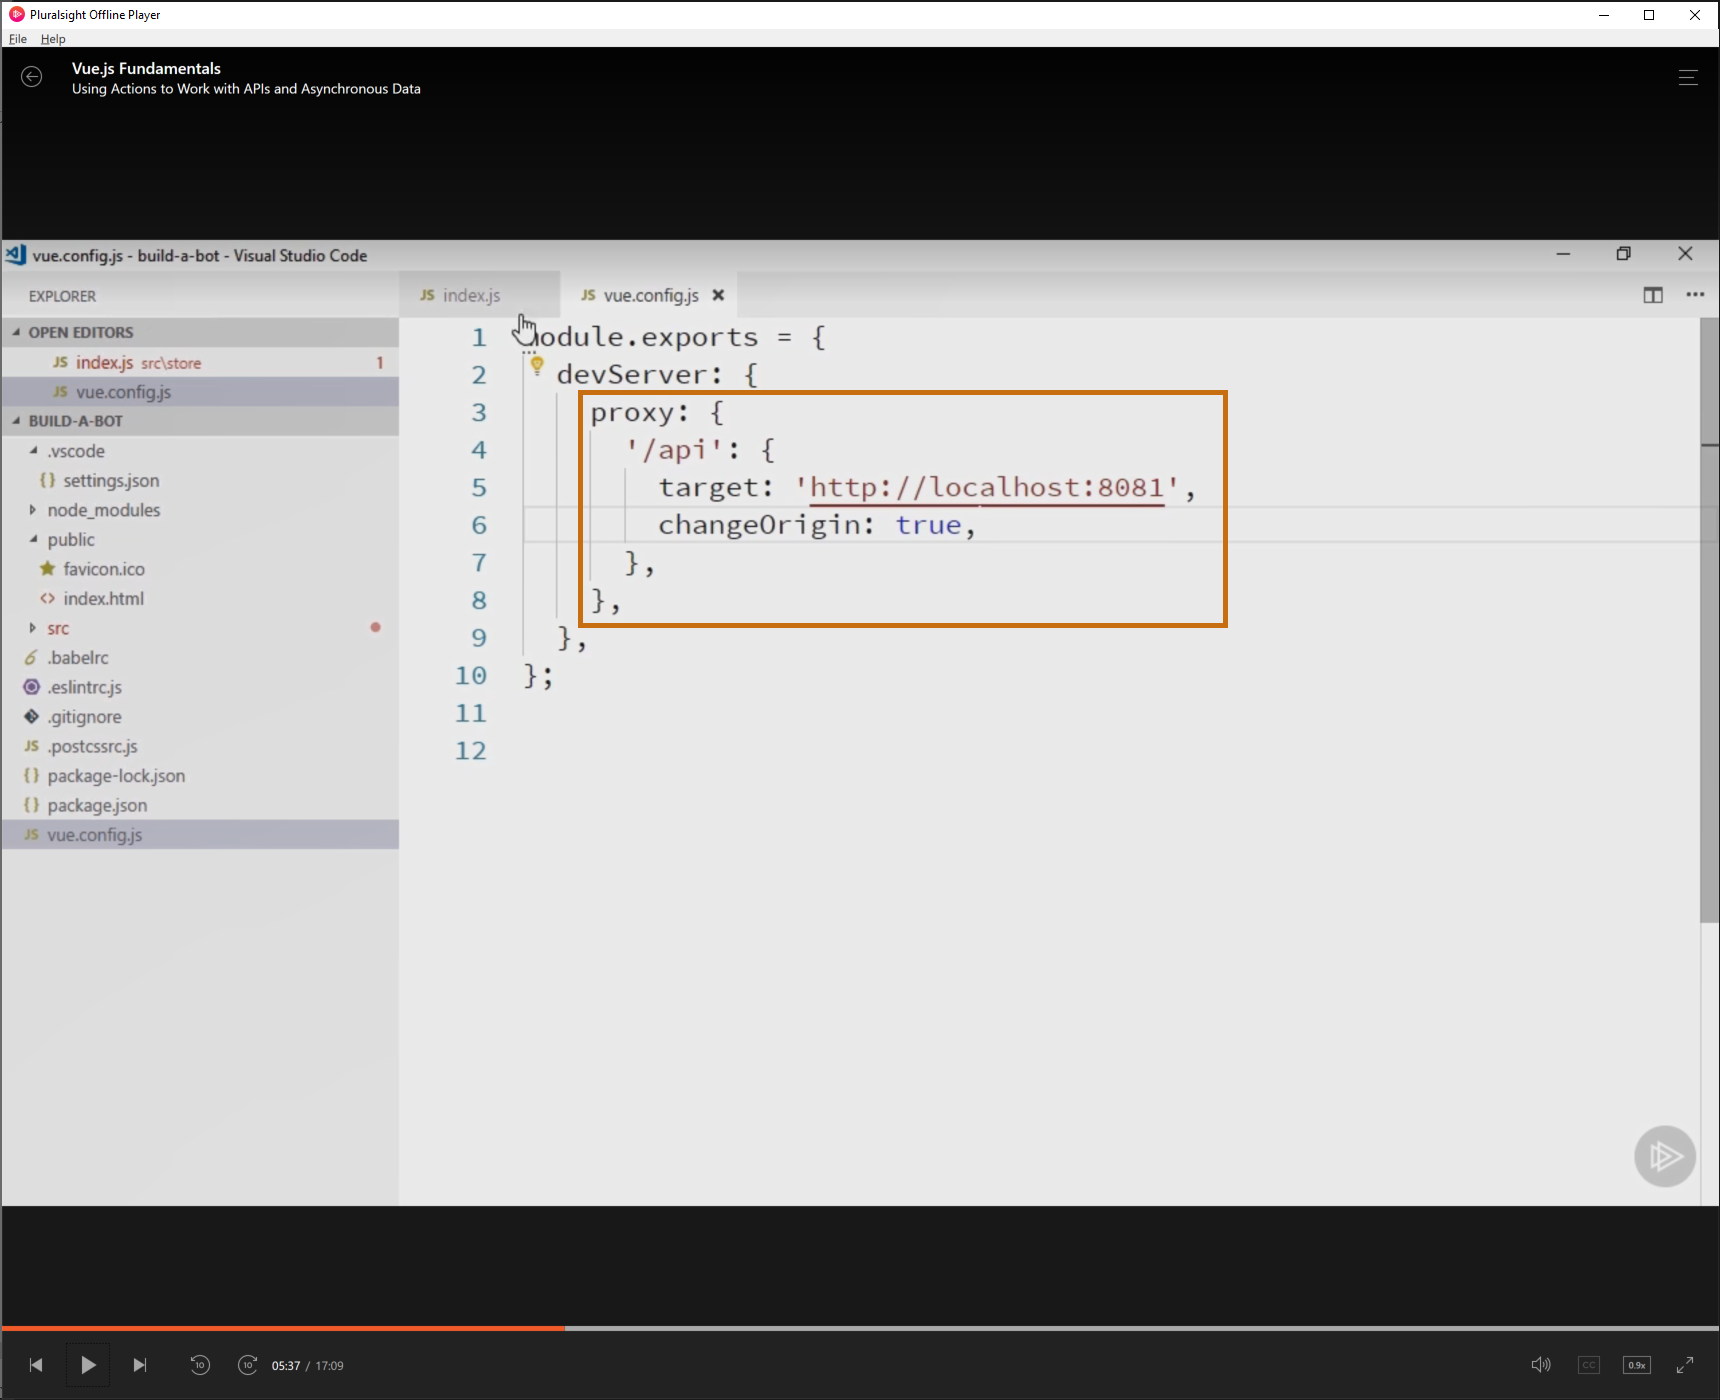 Pluralsight Offline Player
File Help
Vue.js Fundamentals
Using Actions to Work with APIs and Asynchronous Data
vue.config.js - build-a-bot - Visual Studio Code
EXPLORER
JS index.js
JS vue.config.js
OPEN EDITORS
JS index.js src\store 1
JS vue.config.js
BUILD-A-BOT
.vscode
{} settings.json
node_modules
public
favicon.ico
<> index.html
src
.babelrc
.eslintrc.js
.gitignore
JS .postcssrc.js
{} package-lock.json
{} package.json
JS vue.config.js
1 module.exports = {
2 devServer: {
3 proxy: {
4 '/api': {
5 target: 'http://localhost:8081',
6 changeOrigin: true,
7 },
8 },
9 },
10 };
11
12
10 10 05:37 / 17:09 CC 0.9x